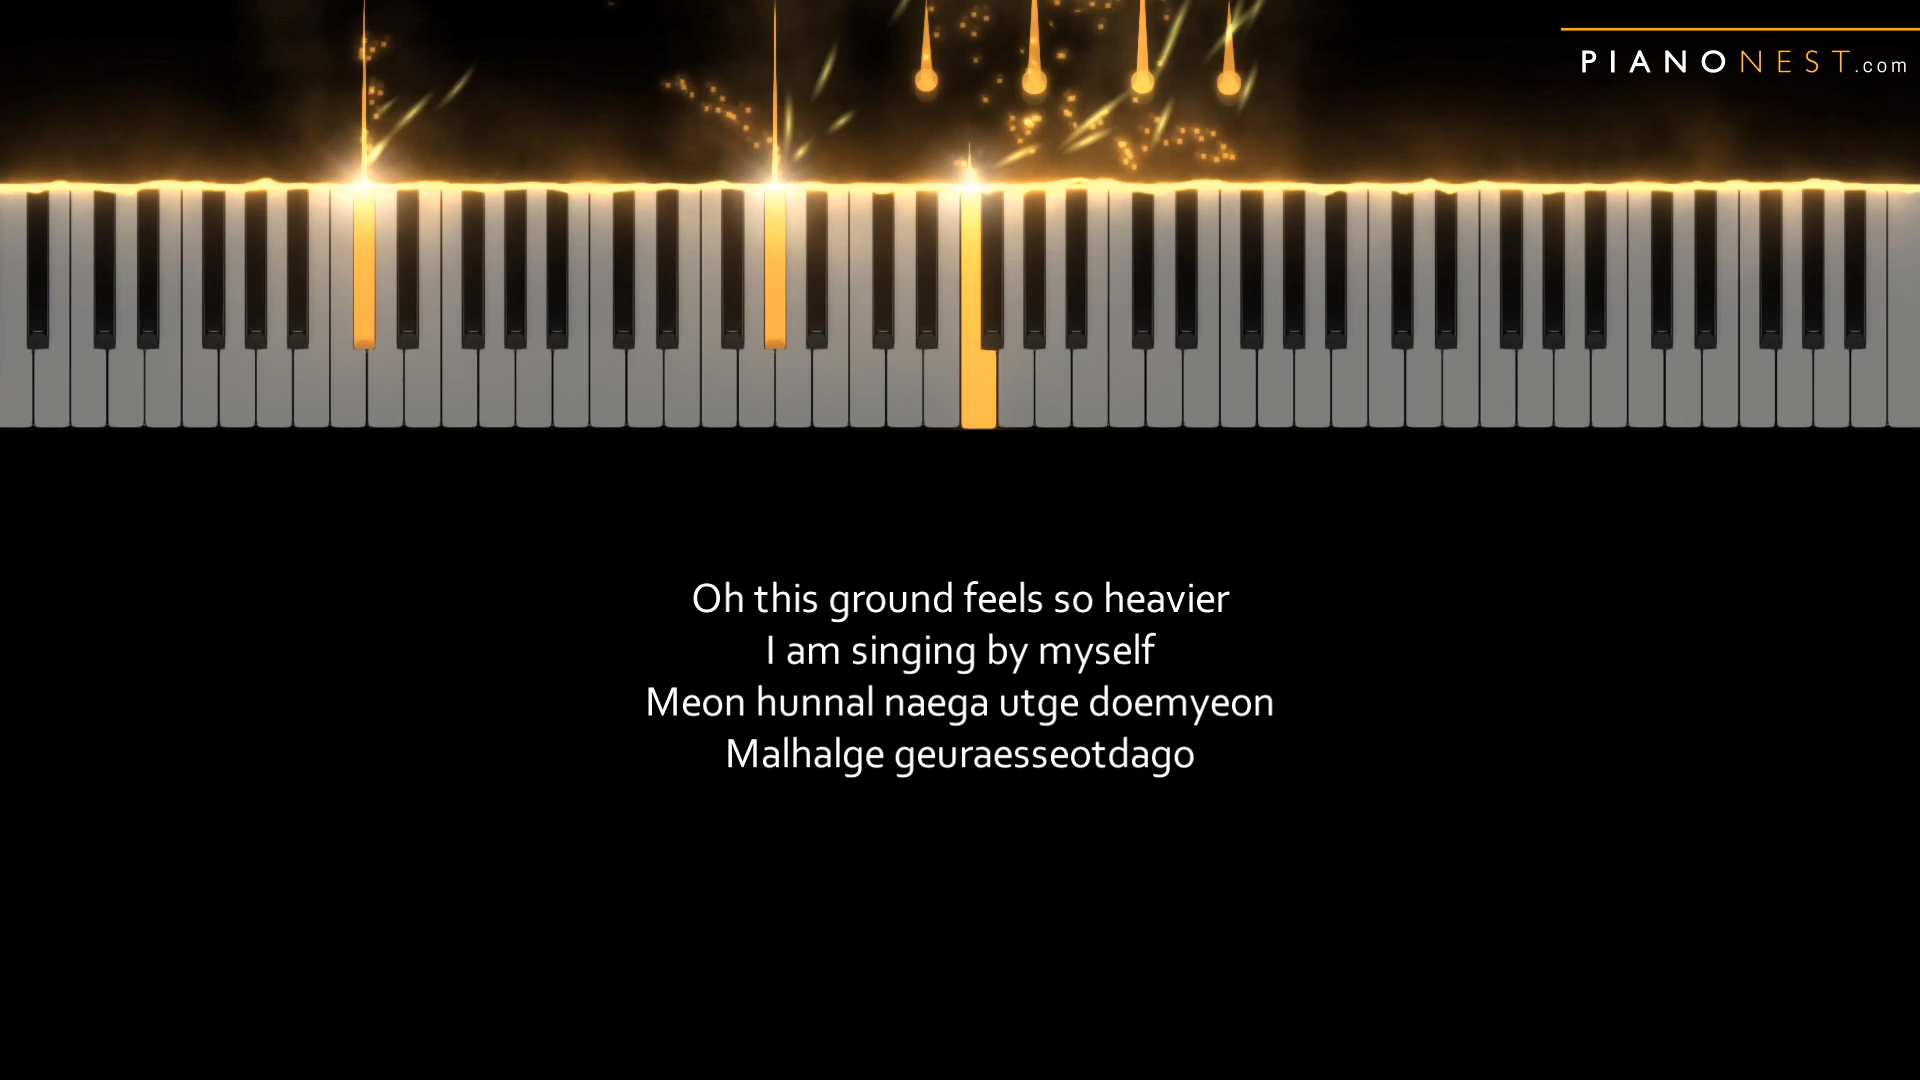 PIANONEST.com
Oh this ground feels so heavier
I am singing by myself
Meon hunnal naega utge doemyeon
Malhalge geuraesseotdago